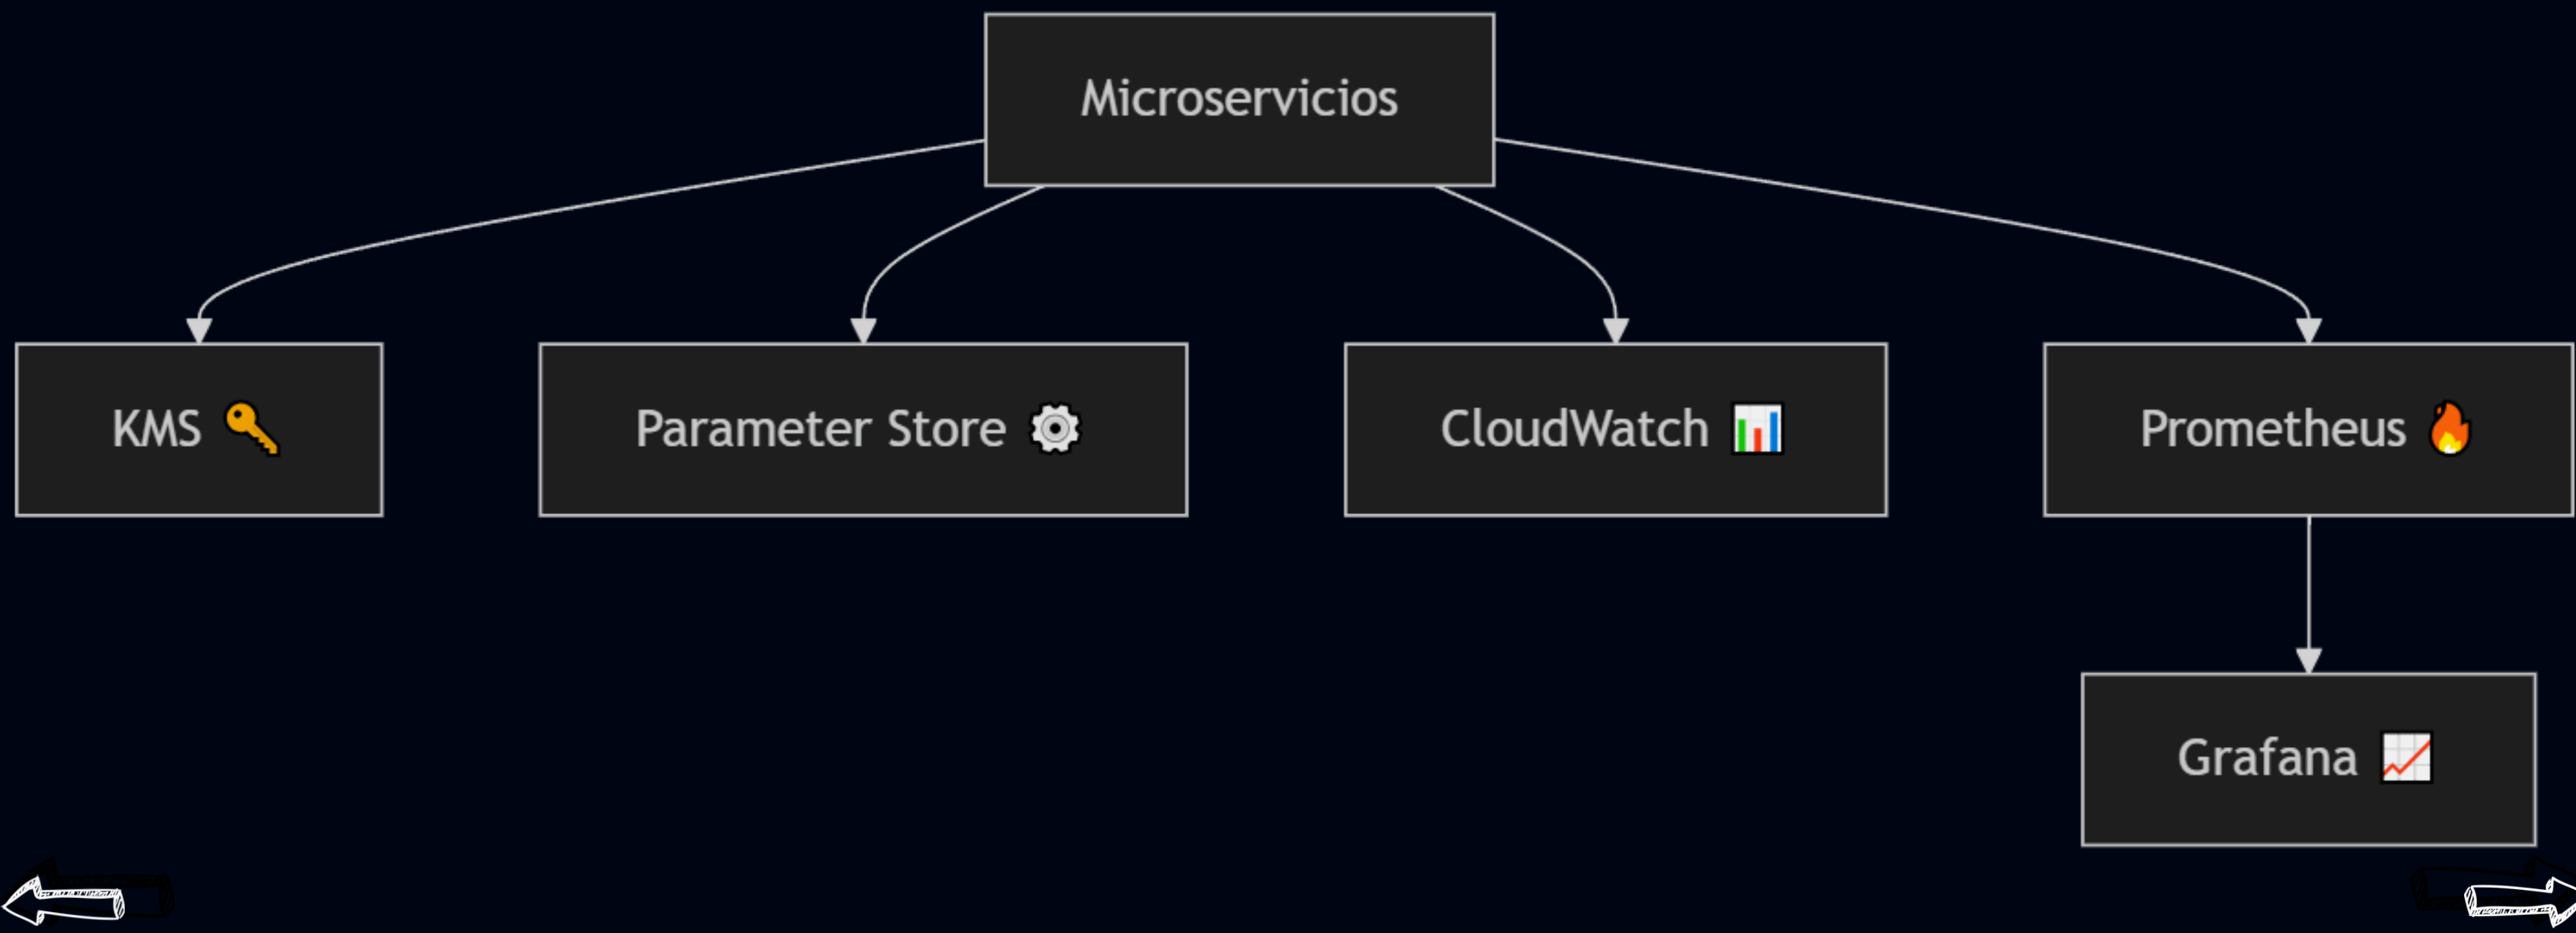 Microservicios
KMS 🔑
Parameter Store ⚙️
CloudWatch 📊
Prometheus 🔥
Grafana 📈